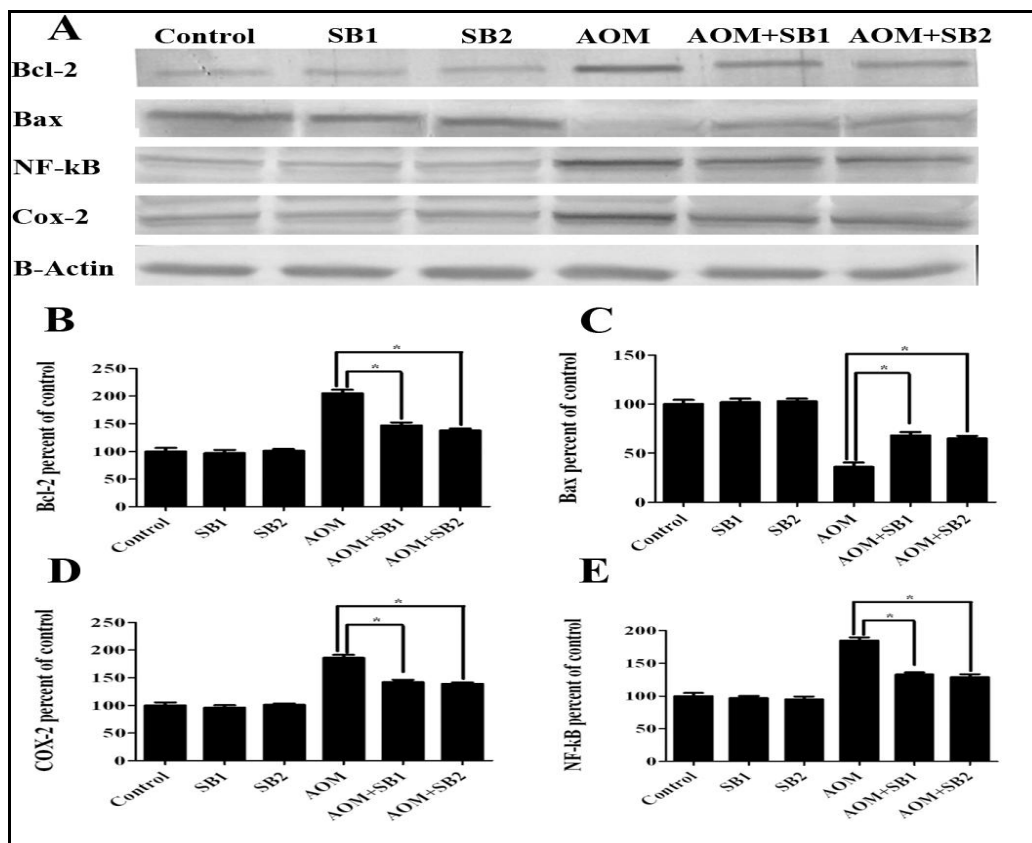 A
Control SB1 SB2 AOM AOM+SB1 AOM+SB2
Bcl-2
Bax
NF-kB
Cox-2
B-Actin
B
Bcl-2 percent of control
250
200
150
100
50
0
* *
Control SB1 SB2 AOM AOM+SB1 AOM+SB2
C
Bax percent of control
150
100
50
0
* *
Control SB1 SB2 AOM AOM+SB1 AOM+SB2
D
COX-2 percent of control
250
200
150
100
50
0
* *
Control SB1 SB2 AOM AOM+SB1 AOM+SB2
E
NF-kB percent of control
200
150
100
50
0
* *
Control SB1 SB2 AOM AOM+SB1 AOM+SB2